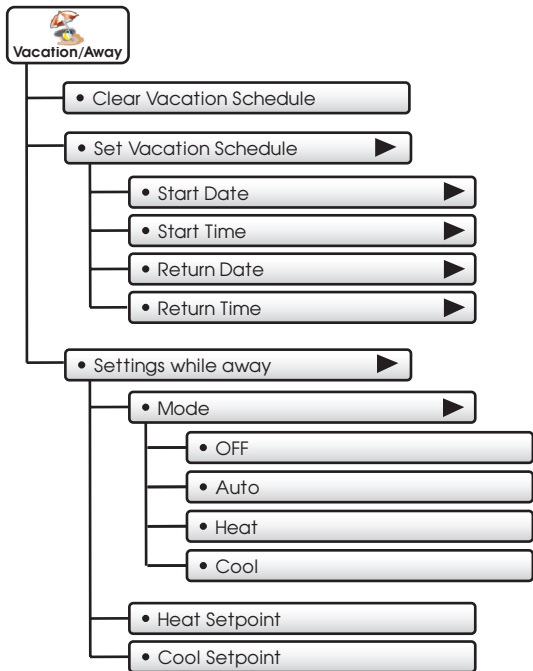 Vacation/Away
• Clear Vacation Schedule
• Set Vacation Schedule
• Start Date
• Start Time
• Return Date
• Return Time
• Settings while away
• Mode
• OFF
• Auto
• Heat
• Cool
• Heat Setpoint
• Cool Setpoint